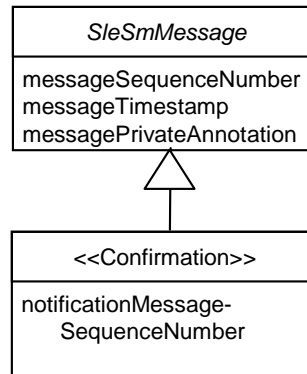 SleSmMessage
messageSequenceNumber
messageTimestamp
messagePrivateAnnotation
<<Confirmation>>
notificationMessage-
SequenceNumber